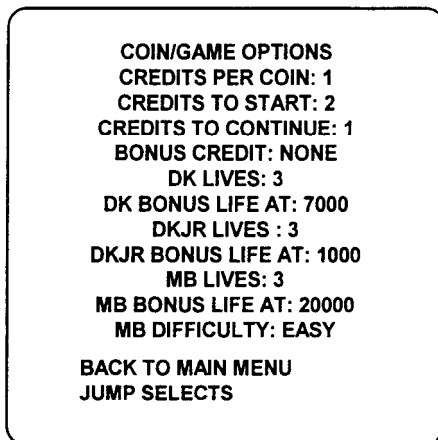 COIN/GAME OPTIONS
CREDITS PER COIN: 1
CREDITS TO START: 2
CREDITS TO CONTINUE: 1
BONUS CREDIT: NONE
DK LIVES: 3
DK BONUS LIFE AT: 7000
DKJR LIVES : 3
DKJR BONUS LIFE AT: 1000
MB LIVES: 3
MB BONUS LIFE AT: 20000
MB DIFFICULTY: EASY
BACK TO MAIN MENU
JUMP SELECTS